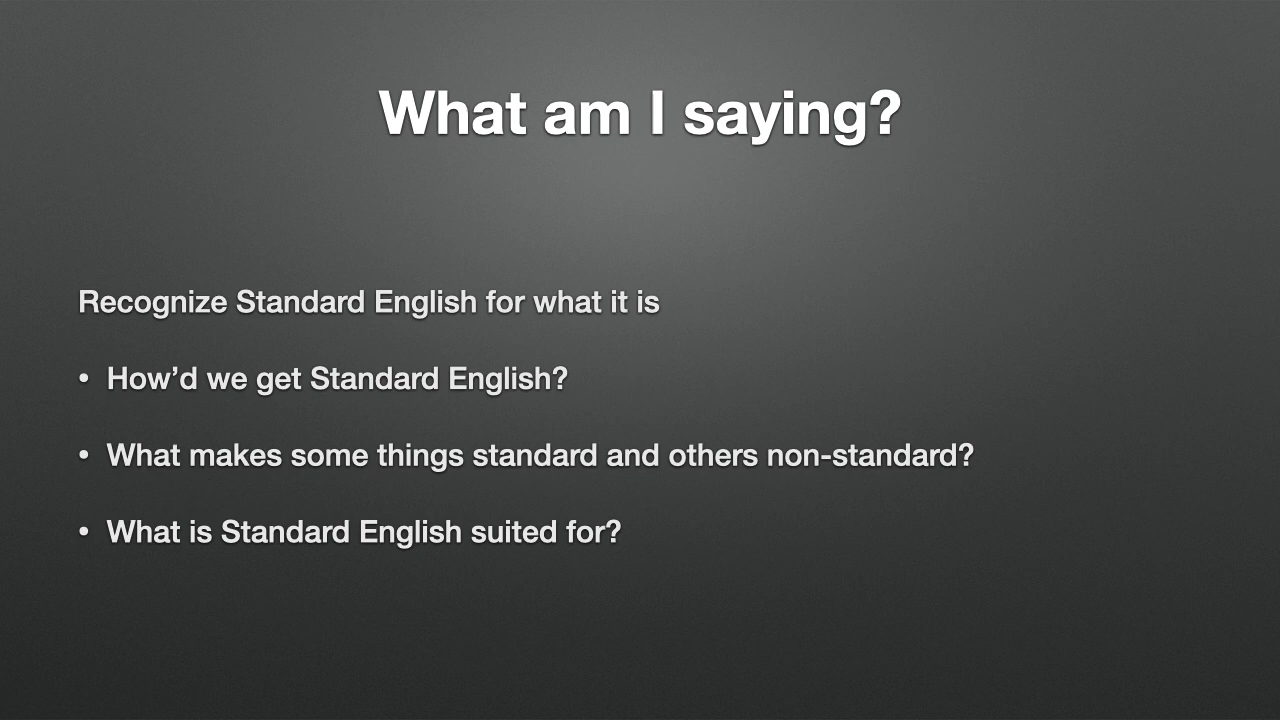 What am I saying?
Recognize Standard English for what it is
• How’d we get Standard English?
• What makes some things standard and others non-standard?
• What is Standard English suited for?